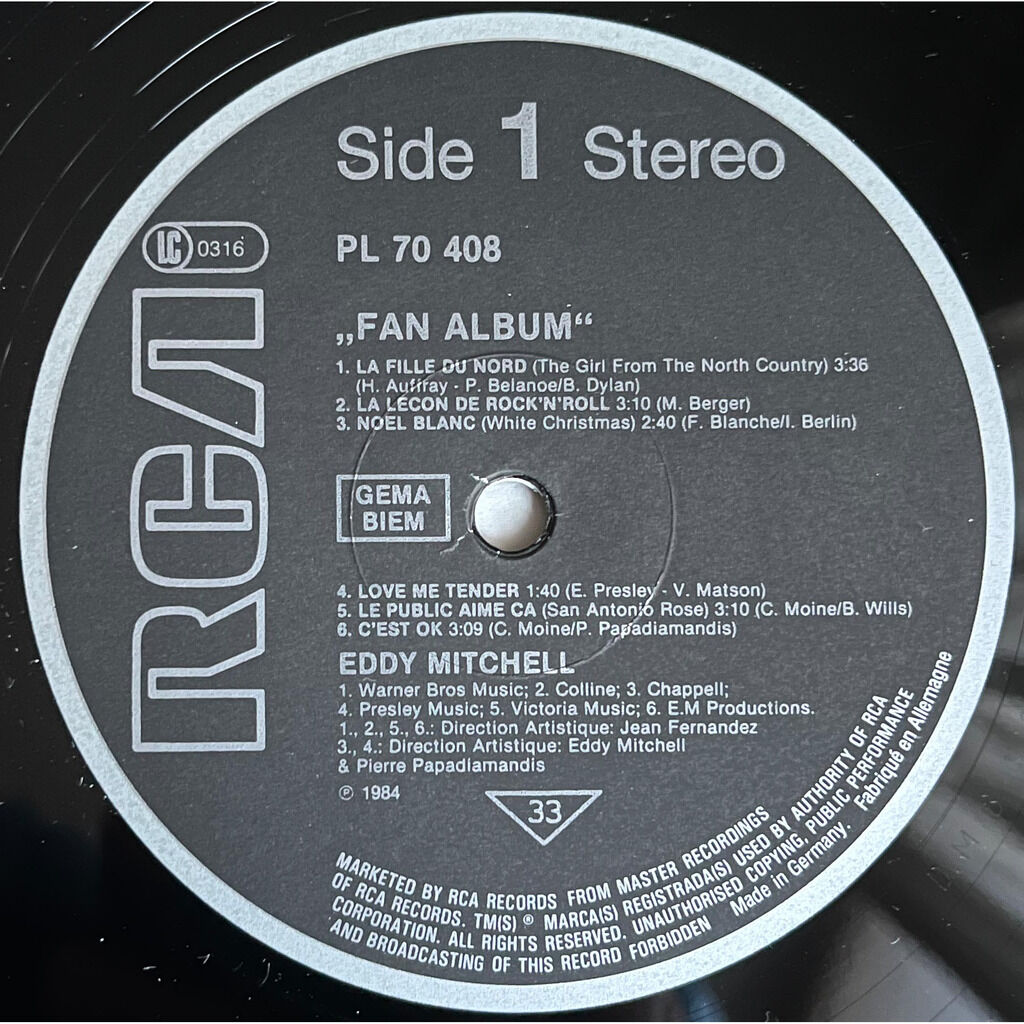 Side 1 Stereo
LC 0316
RCA
PL 70 408
„FAN ALBUM“
1. LA FILLE DU NORD (The Girl From The North Country) 3:36
(H. Auffray - P. Belanoe/B. Dylan)
2. LA LECON DE ROCK'N'ROLL 3:10 (M. Berger)
3. NOEL BLANC (White Christmas) 2:40 (F. Blanche/I. Berlin)
GEMA
BIEM
4. LOVE ME TENDER 1:40 (E. Presley - V. Matson)
5. LE PUBLIC AIME CA (San Antonio Rose) 3:10 (C. Moine/B. Wills)
6. C'EST OK 3:09 (C. Moine/P. Papadiamandis)
EDDY MITCHELL
1. Warner Bros Music; 2. Colline; 3. Chappell;
4. Presley Music; 5. Victoria Music; 6. E.M Productions.
1., 2., 5., 6.: Direction Artistique: Jean Fernandez
3., 4.: Direction Artistique: Eddy Mitchell
& Pierre Papadiamandis
℗ 1984
33
MARKETED BY RCA RECORDS FROM MASTER RECORDINGS
OF RCA RECORDS. TM(S) ® MARCA(S) REGISTRADA(S) USED BY AUTHORITY OF RCA
CORPORATION. ALL RIGHTS RESERVED. UNAUTHORISED COPYING, PUBLIC PERFORMANCE
AND BROADCASTING OF THIS RECORD FORBIDDEN Made in Germany. Fabriqué en Allemagne